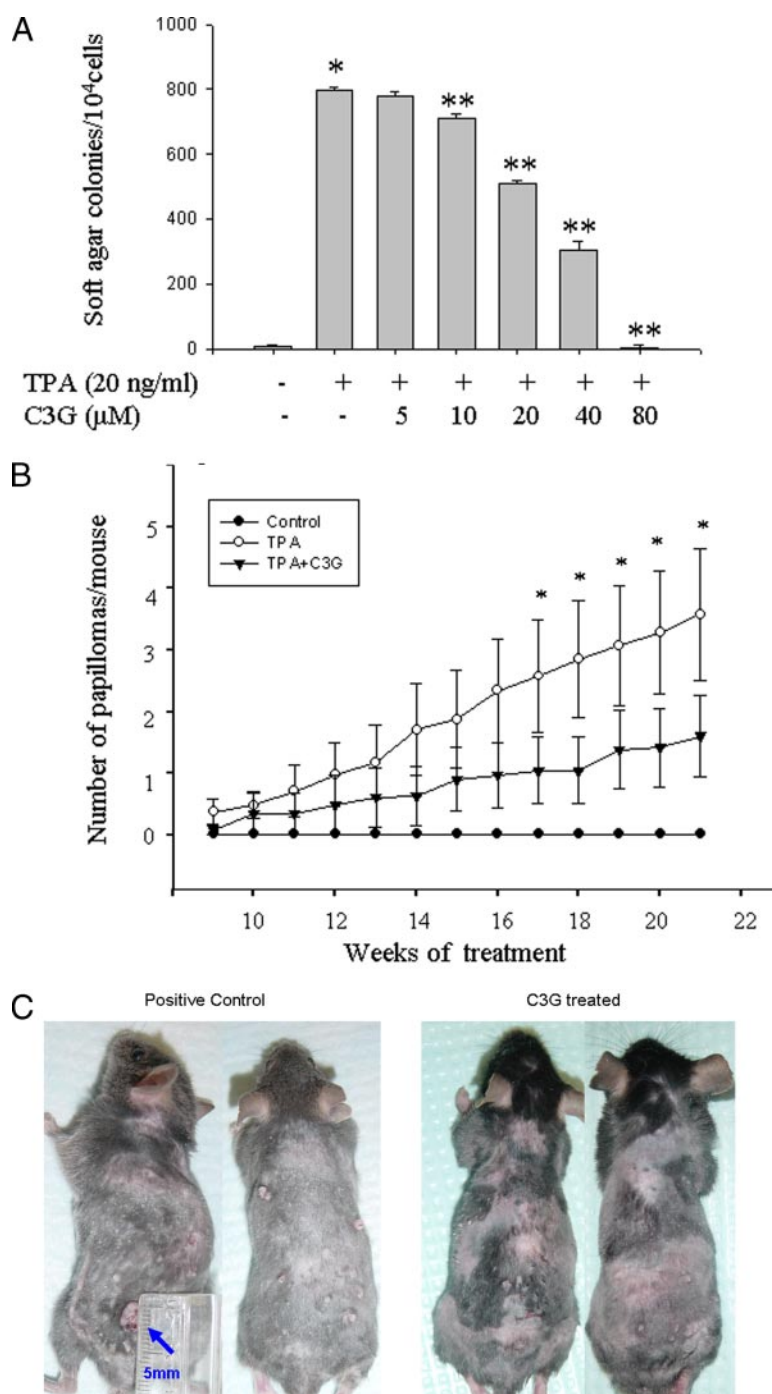 A
Soft agar colonies/10⁴cells
1000
800
600
400
200
0
*
**
**
**
**
TPA (20 ng/ml) - + + + + + +
C3G (μM) - - 5 10 20 40 80
B
Number of papillomas/mouse
5
4
3
2
1
0
Control
TPA
TPA+C3G
* * * * *
10 12 14 16 18 20 22
Weeks of treatment
C
Positive Control C3G treated
5mm